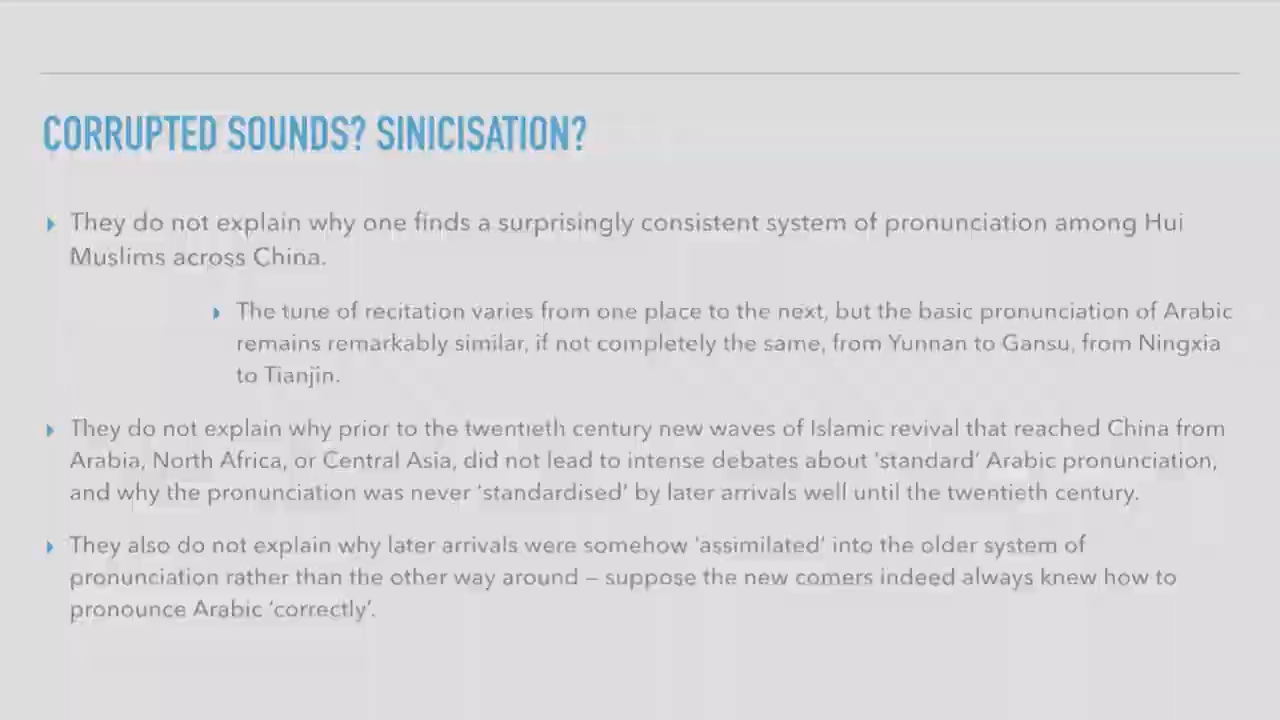 CORRUPTED SOUNDS? SINICISATION?
They do not explain why one finds a surprisingly consistent system of pronunciation among Hui
Muslims across China.
The tune of recitation varies from one place to the next, but the basic pronunciation of Arabic
remains remarkably similar, if not completely the same, from Yunnan to Gansu, from Ningxia
to Tianjin.
They do not explain why prior to the twentieth century new waves of Islamic revival that reached China from
Arabia, North Africa, or Central Asia, did not lead to intense debates about ‘standard’ Arabic pronunciation,
and why the pronunciation was never ‘standardised’ by later arrivals well until the twentieth century.
They also do not explain why later arrivals were somehow ‘assimilated’ into the older system of
pronunciation rather than the other way around – suppose the new comers indeed always knew how to
pronounce Arabic ‘correctly’.